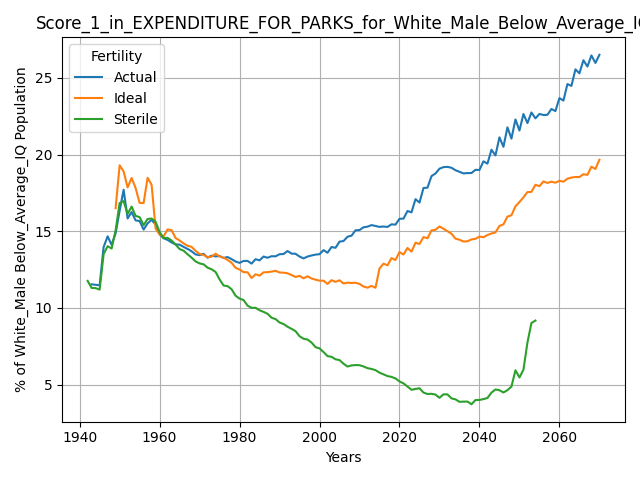 Score_1_in_EXPENDITURE_FOR_PARKS_for_White_Male_Below_Average_I
Fertility
Actual
Ideal
Sterile
% of White_Male Below_Average_IQ Population
25
20
15
10
5
1940 1960 1980 2000 2020 2040 2060
Years